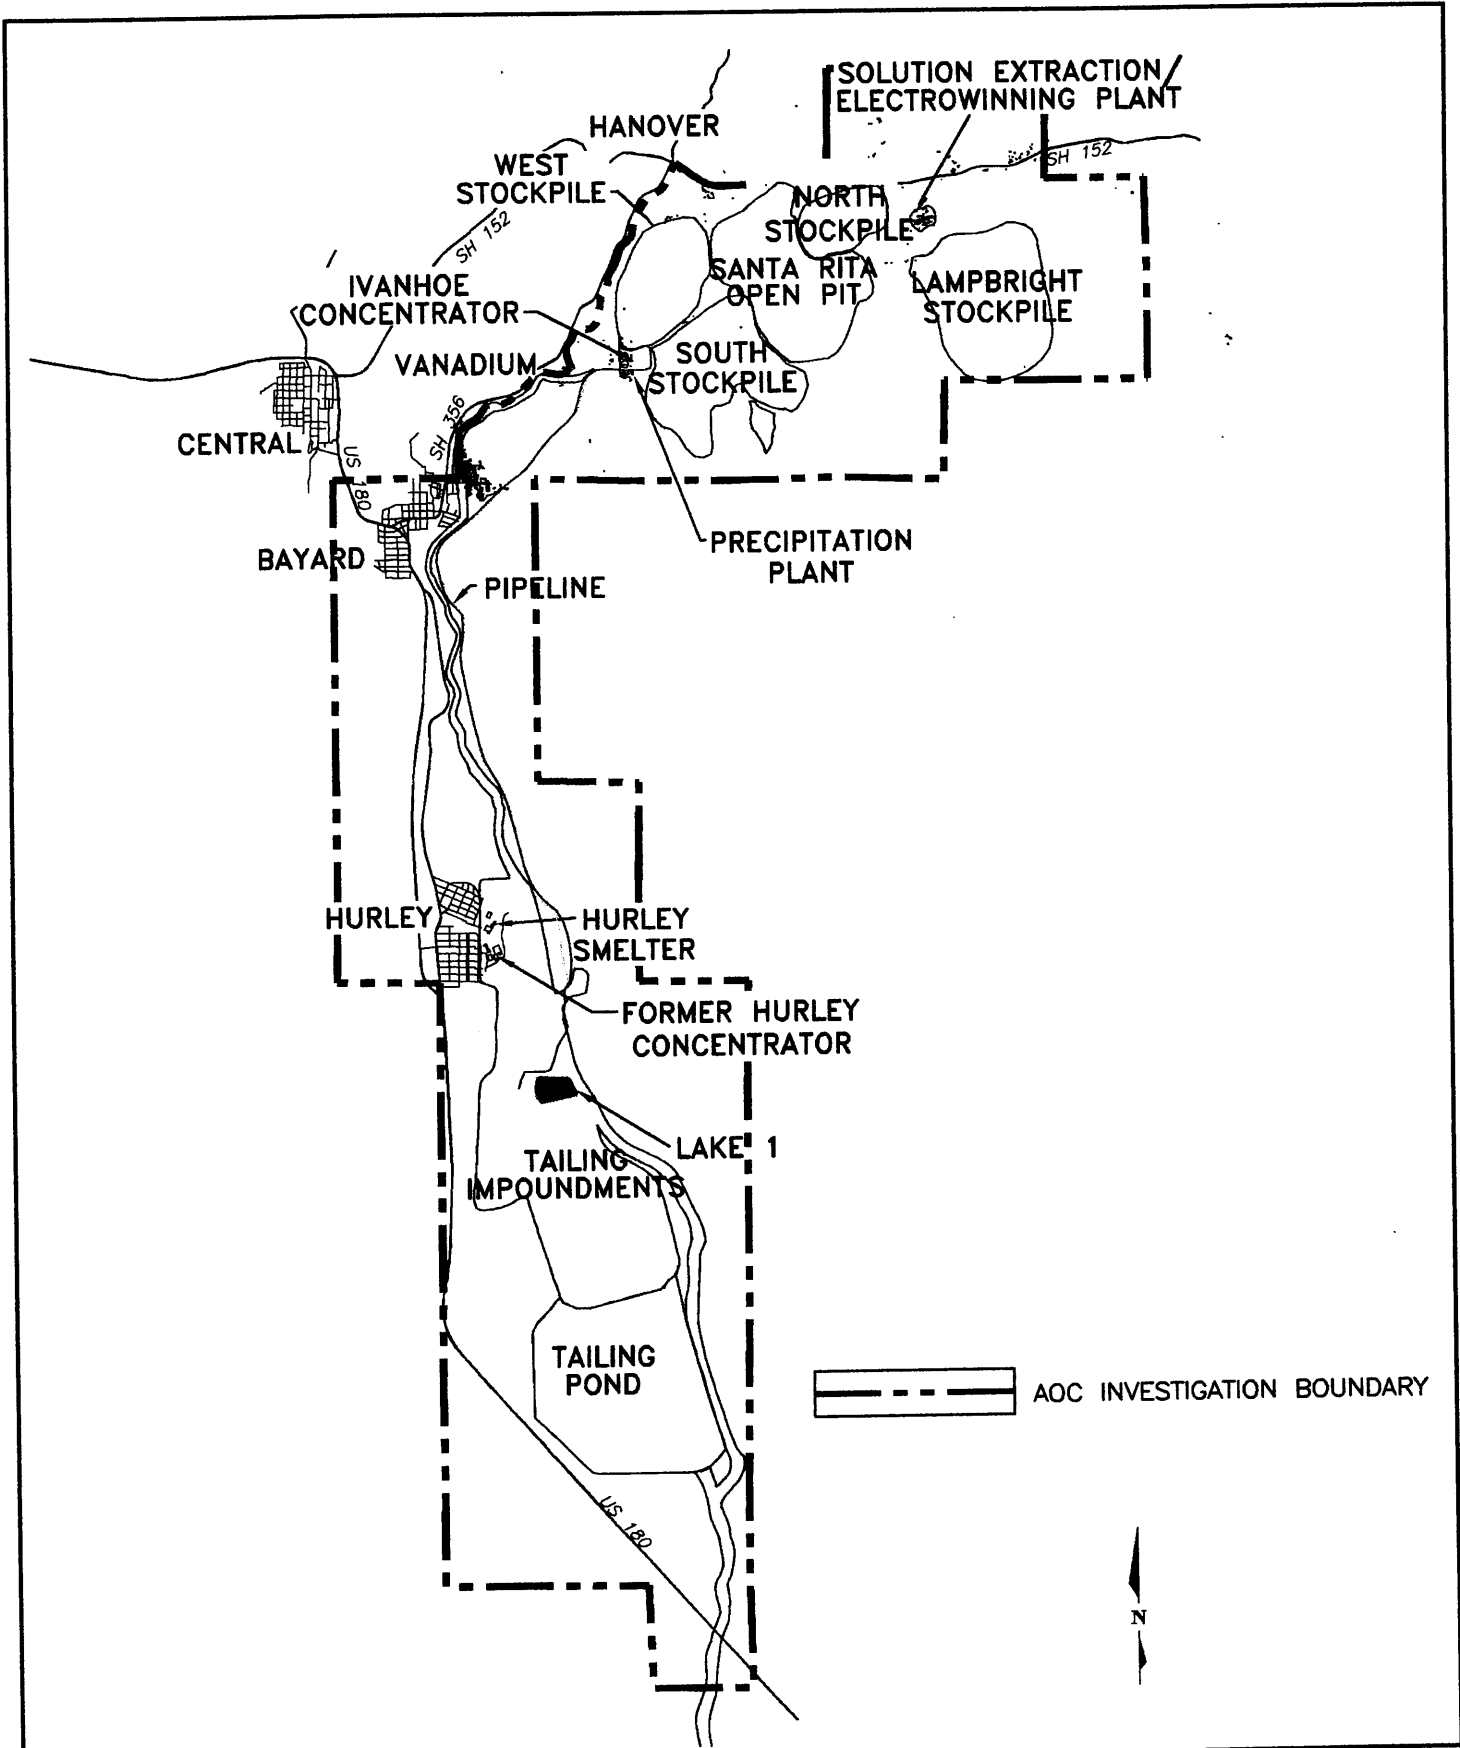 SOLUTION EXTRACTION/
ELECTROWINNING PLANT
HANOVER
SH 152
WEST
STOCKPILE
NORTH
STOCKPILE
SH 152
SANTA RITA
OPEN PIT
LAMPBRIGHT
STOCKPILE
IVANHOE
CONCENTRATOR
VANADIUM
SOUTH
STOCKPILE
SH 356
CENTRAL
US 180
PRECIPITATION
PLANT
BAYARD
PIPELINE
HURLEY
HURLEY
SMELTER
FORMER HURLEY
CONCENTRATOR
LAKE 1
TAILING
IMPOUNDMENTS
TAILING
POND
AOC INVESTIGATION BOUNDARY
US 180
N